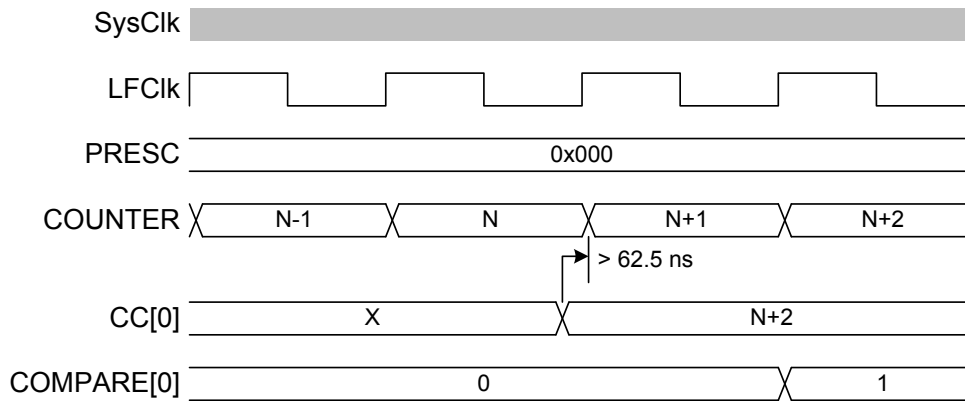 SysClk
LFClk
PRESC 0x000
COUNTER N-1 N N+1 N+2
> 62.5 ns
CC[0] X N+2
COMPARE[0] 0 1